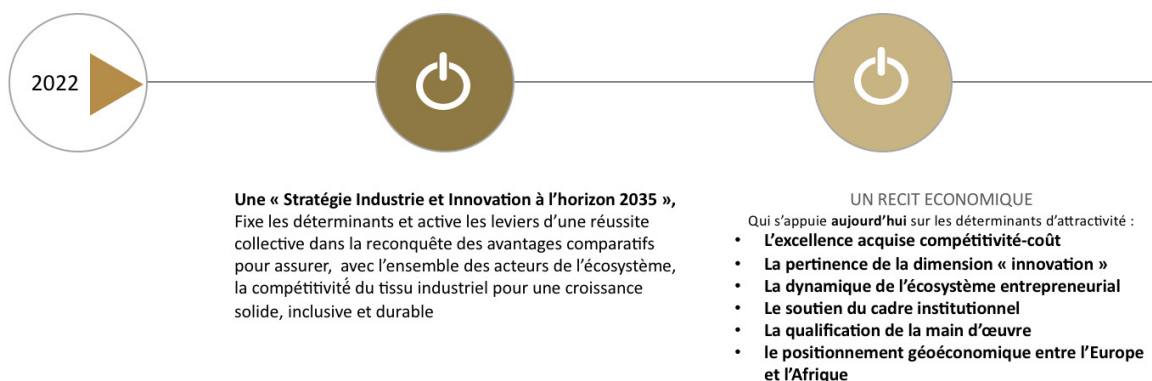 2022
Une « Stratégie Industrie et Innovation à l’horizon 2035 »,
Fixe les déterminants et active les leviers d’une réussite
collective dans la reconquête des avantages comparatifs
pour assurer, avec l’ensemble des acteurs de l’écosystème,
la compétitivité du tissu industriel pour une croissance
solide, inclusive et durable
UN RECIT ECONOMIQUE
Qui s’appuie aujourd’hui sur les déterminants d’attractivité :
• L’excellence acquise compétitivité-coût
• La pertinence de la dimension « innovation »
• La dynamique de l’écosystème entrepreneurial
• Le soutien du cadre institutionnel
• La qualification de la main d’œuvre
• le positionnement géoéconomique entre l’Europe
et l’Afrique